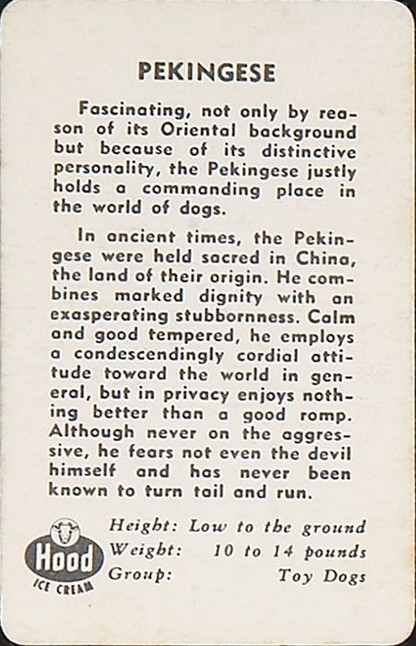 PEKINGESE
Fascinating, not only by rea-
son of its Oriental background
but because of its distinctive
personality, the Pekingese justly
holds a commanding place in
the world of dogs.
In ancient times, the Pekin-
gese were held sacred in China,
the land of their origin. He com-
bines marked dignity with an
exasperating stubbornness. Calm
and good tempered, he employs
a condescendingly cordial atti-
tude toward the world in gen-
eral, but in privacy enjoys noth-
ing better than a good romp.
Although never on the aggres-
sive, he fears not even the devil
himself and has never been
known to turn tail and run.
Height: Low to the ground
Weight: 10 to 14 pounds
Group: Toy Dogs
Hood
ICE CREAM